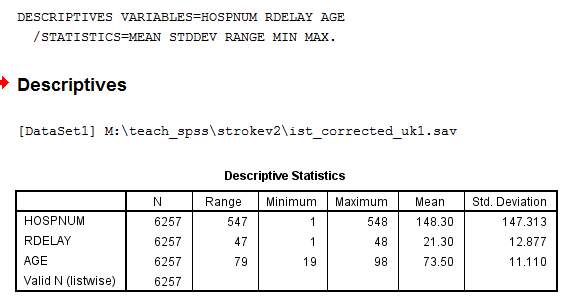 DESCRIPTIVES VARIABLES=HOSPNUM RDELAY AGE
/STATISTICS=MEAN STDDEV RANGE MIN MAX.
Descriptives
[DataSet1] M:\teach_spss\strokev2\ist_corrected_uk1.sav
Descriptive Statistics
N Range Minimum Maximum Mean Std. Deviation
HOSPNUM 6257 547 1 548 148.30 147.313
RDELAY 6257 47 1 48 21.30 12.877
AGE 6257 79 19 98 73.50 11.110
Valid N (listwise) 6257